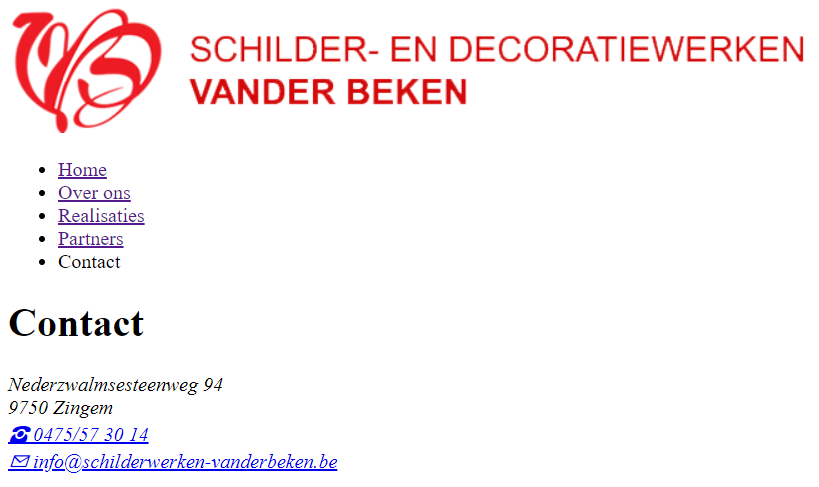 VB
SCHILDER- EN DECORATIEWERKEN
VANDER BEKEN
Home
Over ons
Realisaties
Partners
Contact
Contact
Nederzwalmsesteenweg 94
9750 Zingem
☎ 0475/57 30 14
✉ info@schilderwerken-vanderbeken.be